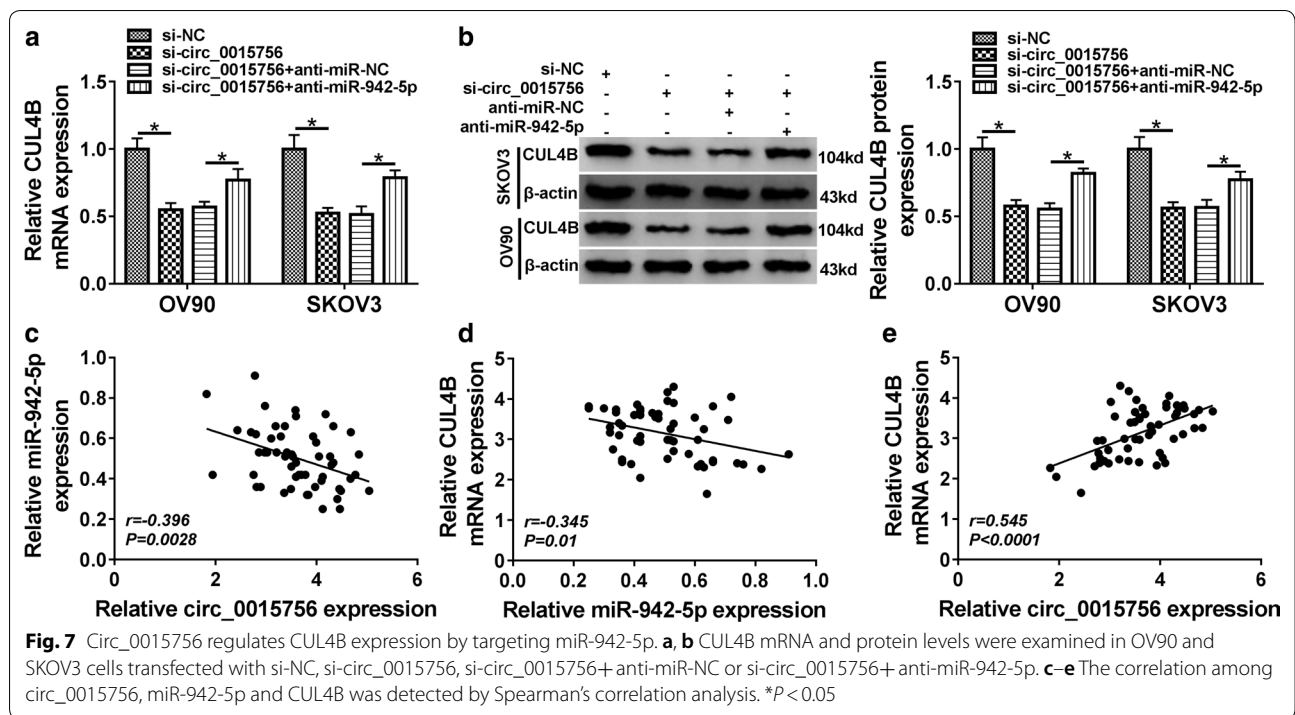 a
si-NC
si-circ_0015756
si-circ_0015756+anti-miR-NC
si-circ_0015756+anti-miR-942-5p
Relative CUL4B
mRNA expression
1.5
1.0
0.5
0.0
*
*
*
*
OV90
SKOV3
b
si-NC + - - -
si-circ_0015756 - + + +
anti-miR-NC - - + -
anti-miR-942-5p - - - +
SKOV3
CUL4B 104kd
β-actin 43kd
OV90
CUL4B 104kd
β-actin 43kd
si-NC
si-circ_0015756
si-circ_0015756+anti-miR-NC
si-circ_0015756+anti-miR-942-5p
Relative CUL4B protein
expression
1.5
1.0
0.5
0.0
*
*
*
*
OV90
SKOV3
c
Relative miR-942-5p
expression
1.0
0.8
0.6
0.4
0.2
0.0
r=-0.396
P=0.0028
0 2 4 6
Relative circ_0015756 expression
d
Relative CUL4B
mRNA expression
5
4
3
2
1
0
r=-0.345
P=0.01
0.0 0.2 0.4 0.6 0.8 1.0
Relative miR-942-5p expression
e
Relative CUL4B
mRNA expression
5
4
3
2
1
0
r=0.545
P<0.0001
0 2 4 6
Relative circ_0015756 expression
Fig. 7 Circ_0015756 regulates CUL4B expression by targeting miR-942-5p. a, b CUL4B mRNA and protein levels were examined in OV90 and
SKOV3 cells transfected with si-NC, si-circ_0015756, si-circ_0015756+ anti-miR-NC or si-circ_0015756+ anti-miR-942-5p. c–e The correlation among
circ_0015756, miR-942-5p and CUL4B was detected by Spearman's correlation analysis. *P < 0.05